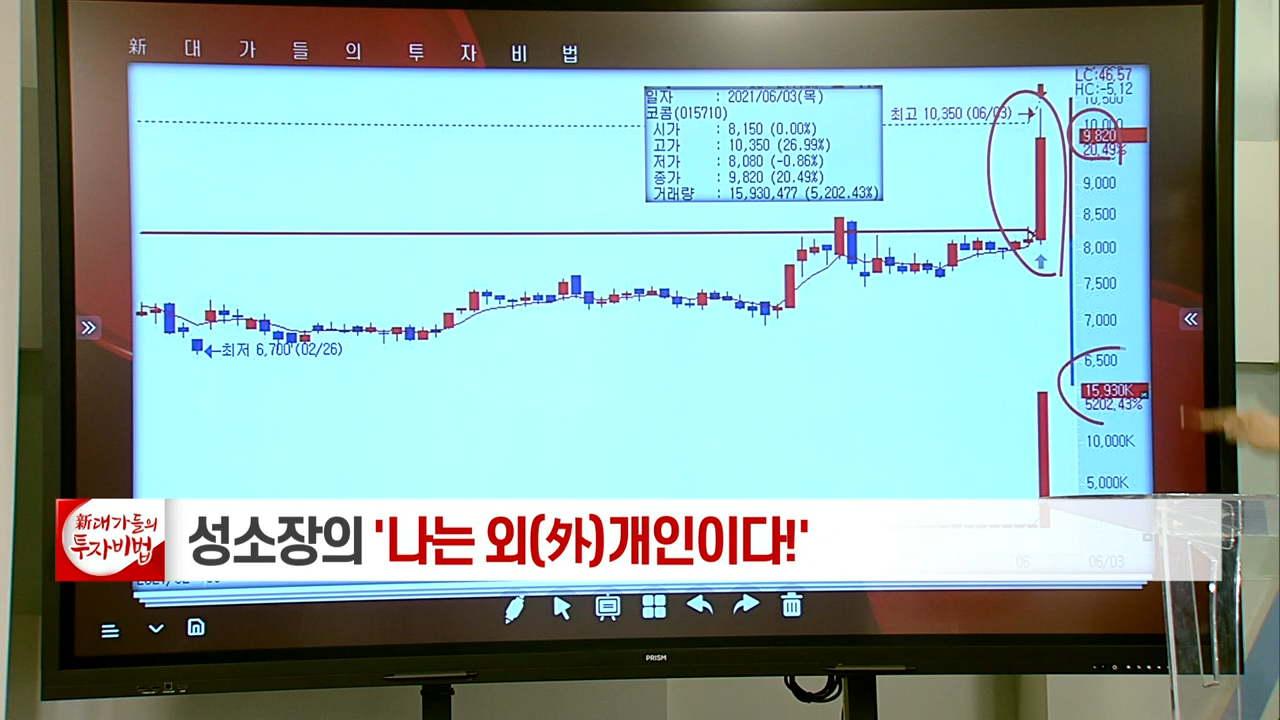 新 대 가 들 의 투 자 비 법
LC:46.57
HC:-5.12
일자 : 2021/06/03(목)
코콤(015710)
시가 : 8,150 (0.00%)
고가 : 10,350 (26.99%)
저가 : 8,080 (-0.86%)
종가 : 9,820 (20.49%)
거래량 : 15,930,477 (5,202.43%)
최고 10,350 (06/03)
10,500
10,000
9,820
20.49%
9,000
8,500
8,000
7,500
7,000
6,500
최저 6,700 (02/26)
15,930K
5202.43%
10,000K
5,000K
新대가들의
투자비법
성소장의 '나는 외(外)개인이다!'
06
06/03
PRISM